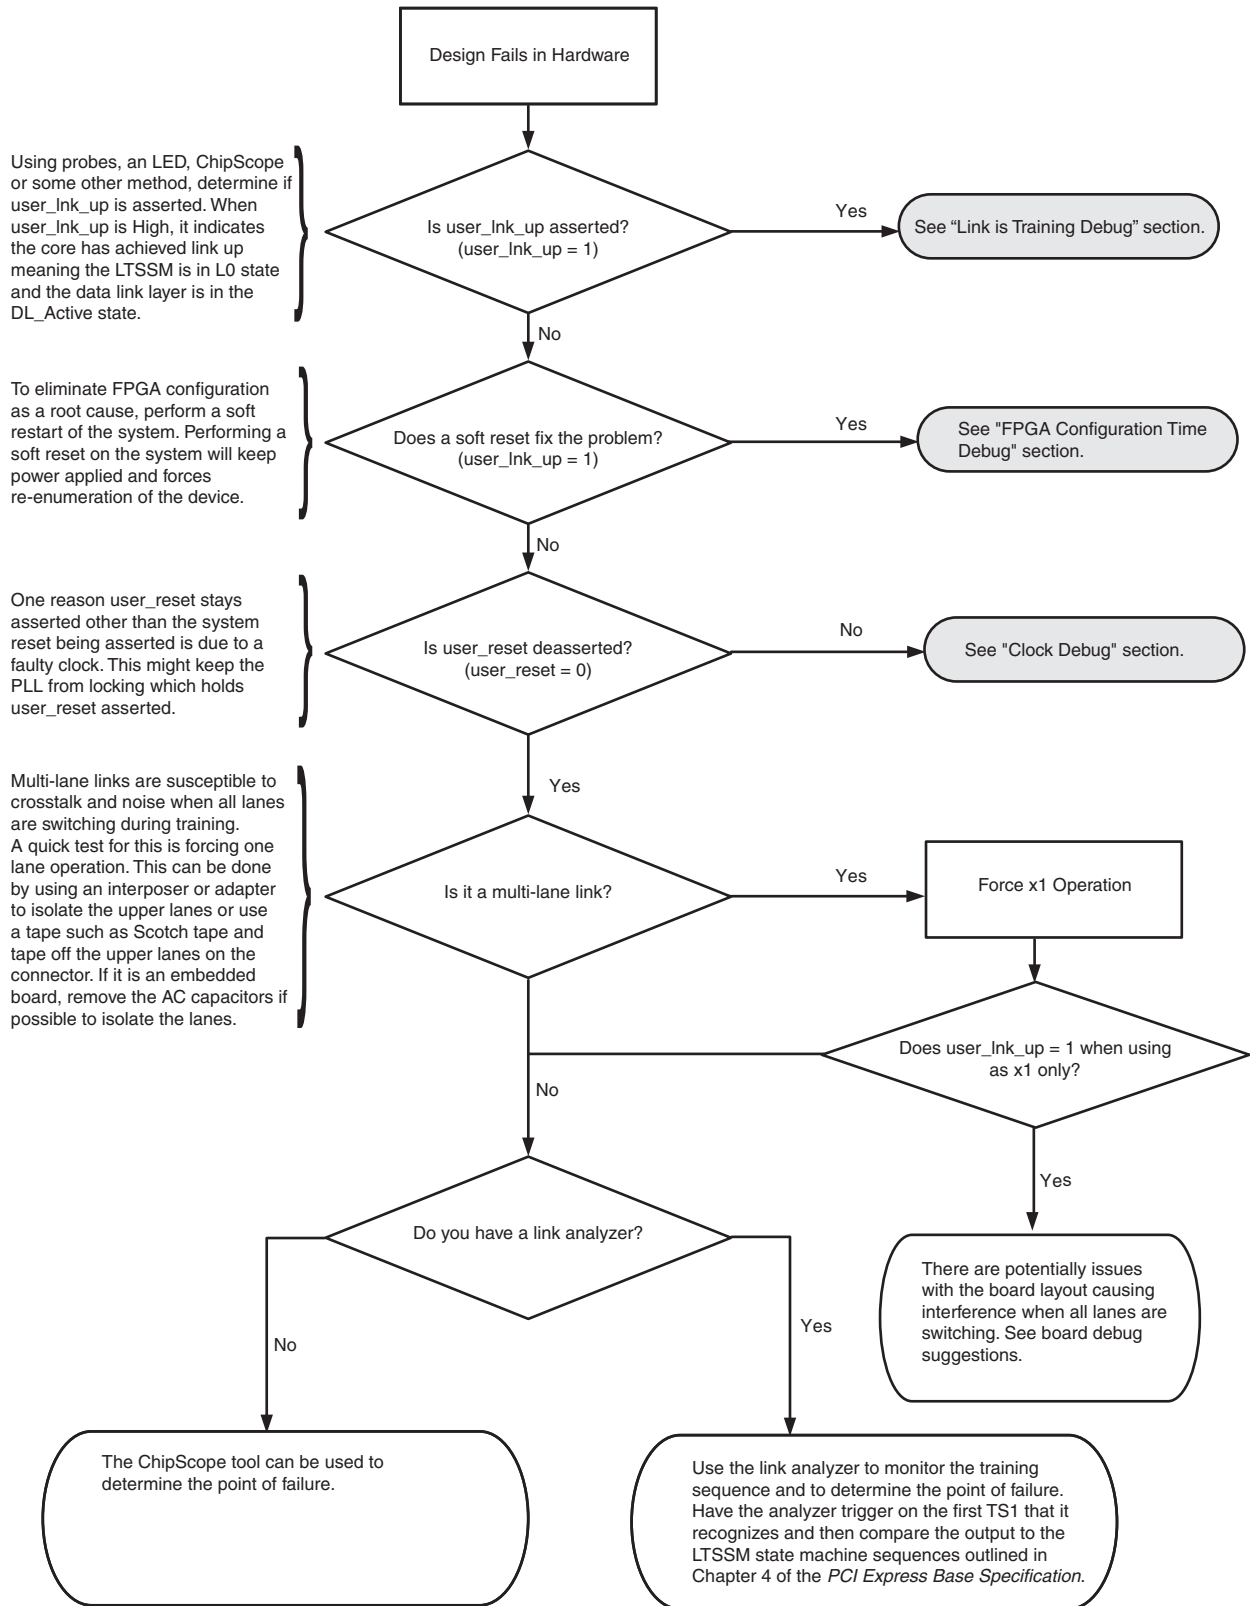 Design Fails in Hardware
Using probes, an LED, ChipScope
or some other method, determine if
user_lnk_up is asserted. When
user_lnk_up is High, it indicates
the core has achieved link up
meaning the LTSSM is in L0 state
and the data link layer is in the
DL_Active state.
Is user_lnk_up asserted?
(user_lnk_up = 1)
Yes
See “Link is Training Debug” section.
No
To eliminate FPGA configuration
as a root cause, perform a soft
restart of the system. Performing a
soft reset on the system will keep
power applied and forces
re-enumeration of the device.
Does a soft reset fix the problem?
(user_lnk_up = 1)
Yes
See "FPGA Configuration Time
Debug" section.
No
One reason user_reset stays
asserted other than the system
reset being asserted is due to a
faulty clock. This might keep the
PLL from locking which holds
user_reset asserted.
Is user_reset deasserted?
(user_reset = 0)
No
See "Clock Debug" section.
Yes
Multi-lane links are susceptible to
crosstalk and noise when all lanes
are switching during training.
A quick test for this is forcing one
lane operation. This can be done
by using an interposer or adapter
to isolate the upper lanes or use
a tape such as Scotch tape and
tape off the upper lanes on the
connector. If it is an embedded
board, remove the AC capacitors if
possible to isolate the lanes.
Is it a multi-lane link?
Yes
Force x1 Operation
Does user_lnk_up = 1 when using
as x1 only?
No
Yes
Do you have a link analyzer?
There are potentially issues
with the board layout causing
interference when all lanes are
switching. See board debug
suggestions.
No
Yes
The ChipScope tool can be used to
determine the point of failure.
Use the link analyzer to monitor the training
sequence and to determine the point of failure.
Have the analyzer trigger on the first TS1 that it
recognizes and then compare the output to the
LTSSM state machine sequences outlined in
Chapter 4 of the PCI Express Base Specification.